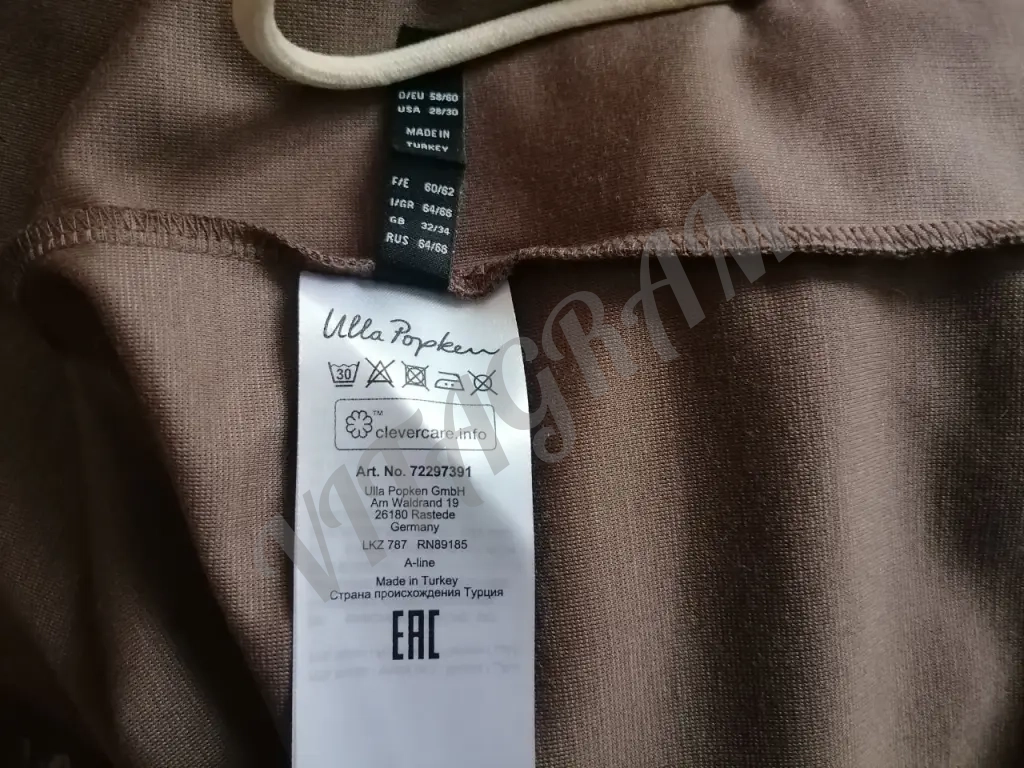 D/EU 58/60
USA 28/30
MADE IN
TURKEY
F/E 60/62
I/GR 64/66
GB 32/34
RUS 64/66
Ulla Popken
30
clevercare.info
TM
Art. No. 72297391
Ulla Popken GmbH
Am Waldrand 19
26180 Rastede
Germany
LKZ 787 RN89185
A-line
Made in Turkey
Страна происхождения Турция
EAC
VITAGRAM